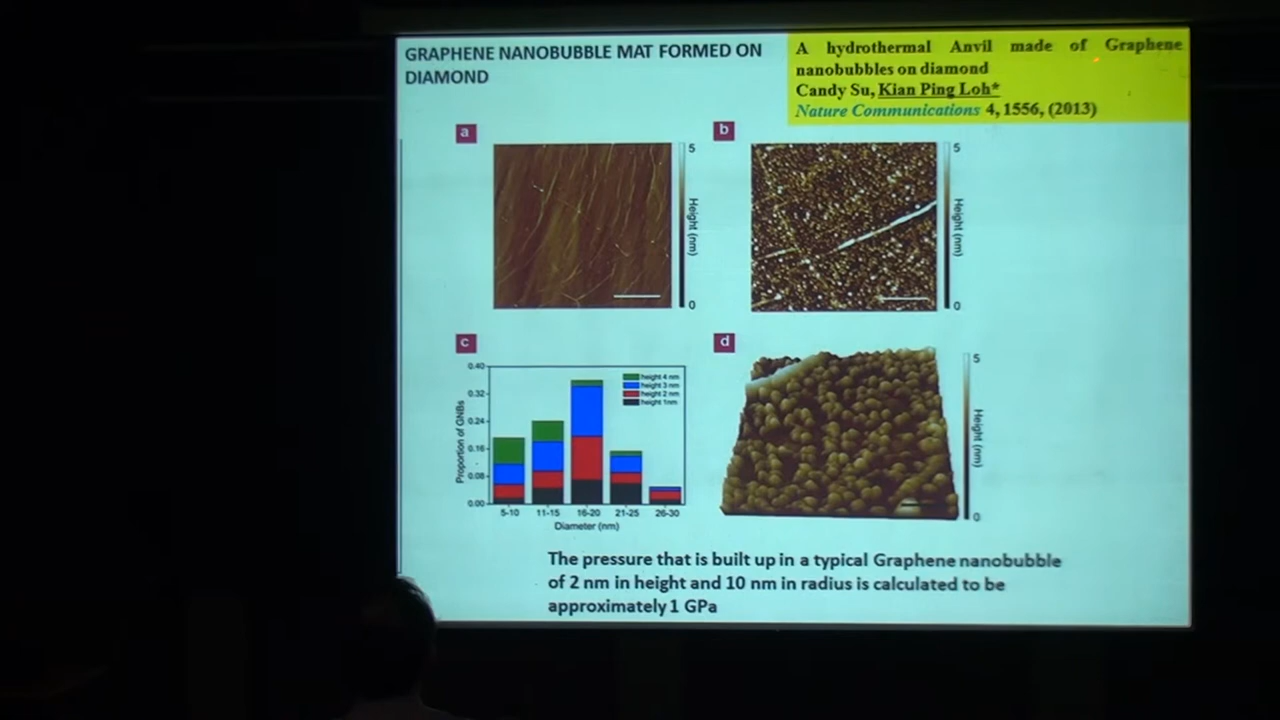 GRAPHENE NANOBUBBLE MAT FORMED ON
DIAMOND
A hydrothermal Anvil made of Graphene
nanobubbles on diamond
Candy Su, Kian Ping Loh*
Nature Communications 4, 1556, (2013)
a
5
Height (nm)
0
b
5
Height (nm)
0
c
0.40
0.32
0.24
0.16
0.08
0.00
Proportion of GNBs
height 4 nm
height 3 nm
height 2 nm
height 1nm
5-10 11-15 16-20 21-25 26-30
Diameter (nm)
d
5
Height (nm)
0
The pressure that is built up in a typical Graphene nanobubble
of 2 nm in height and 10 nm in radius is calculated to be
approximately 1 GPa